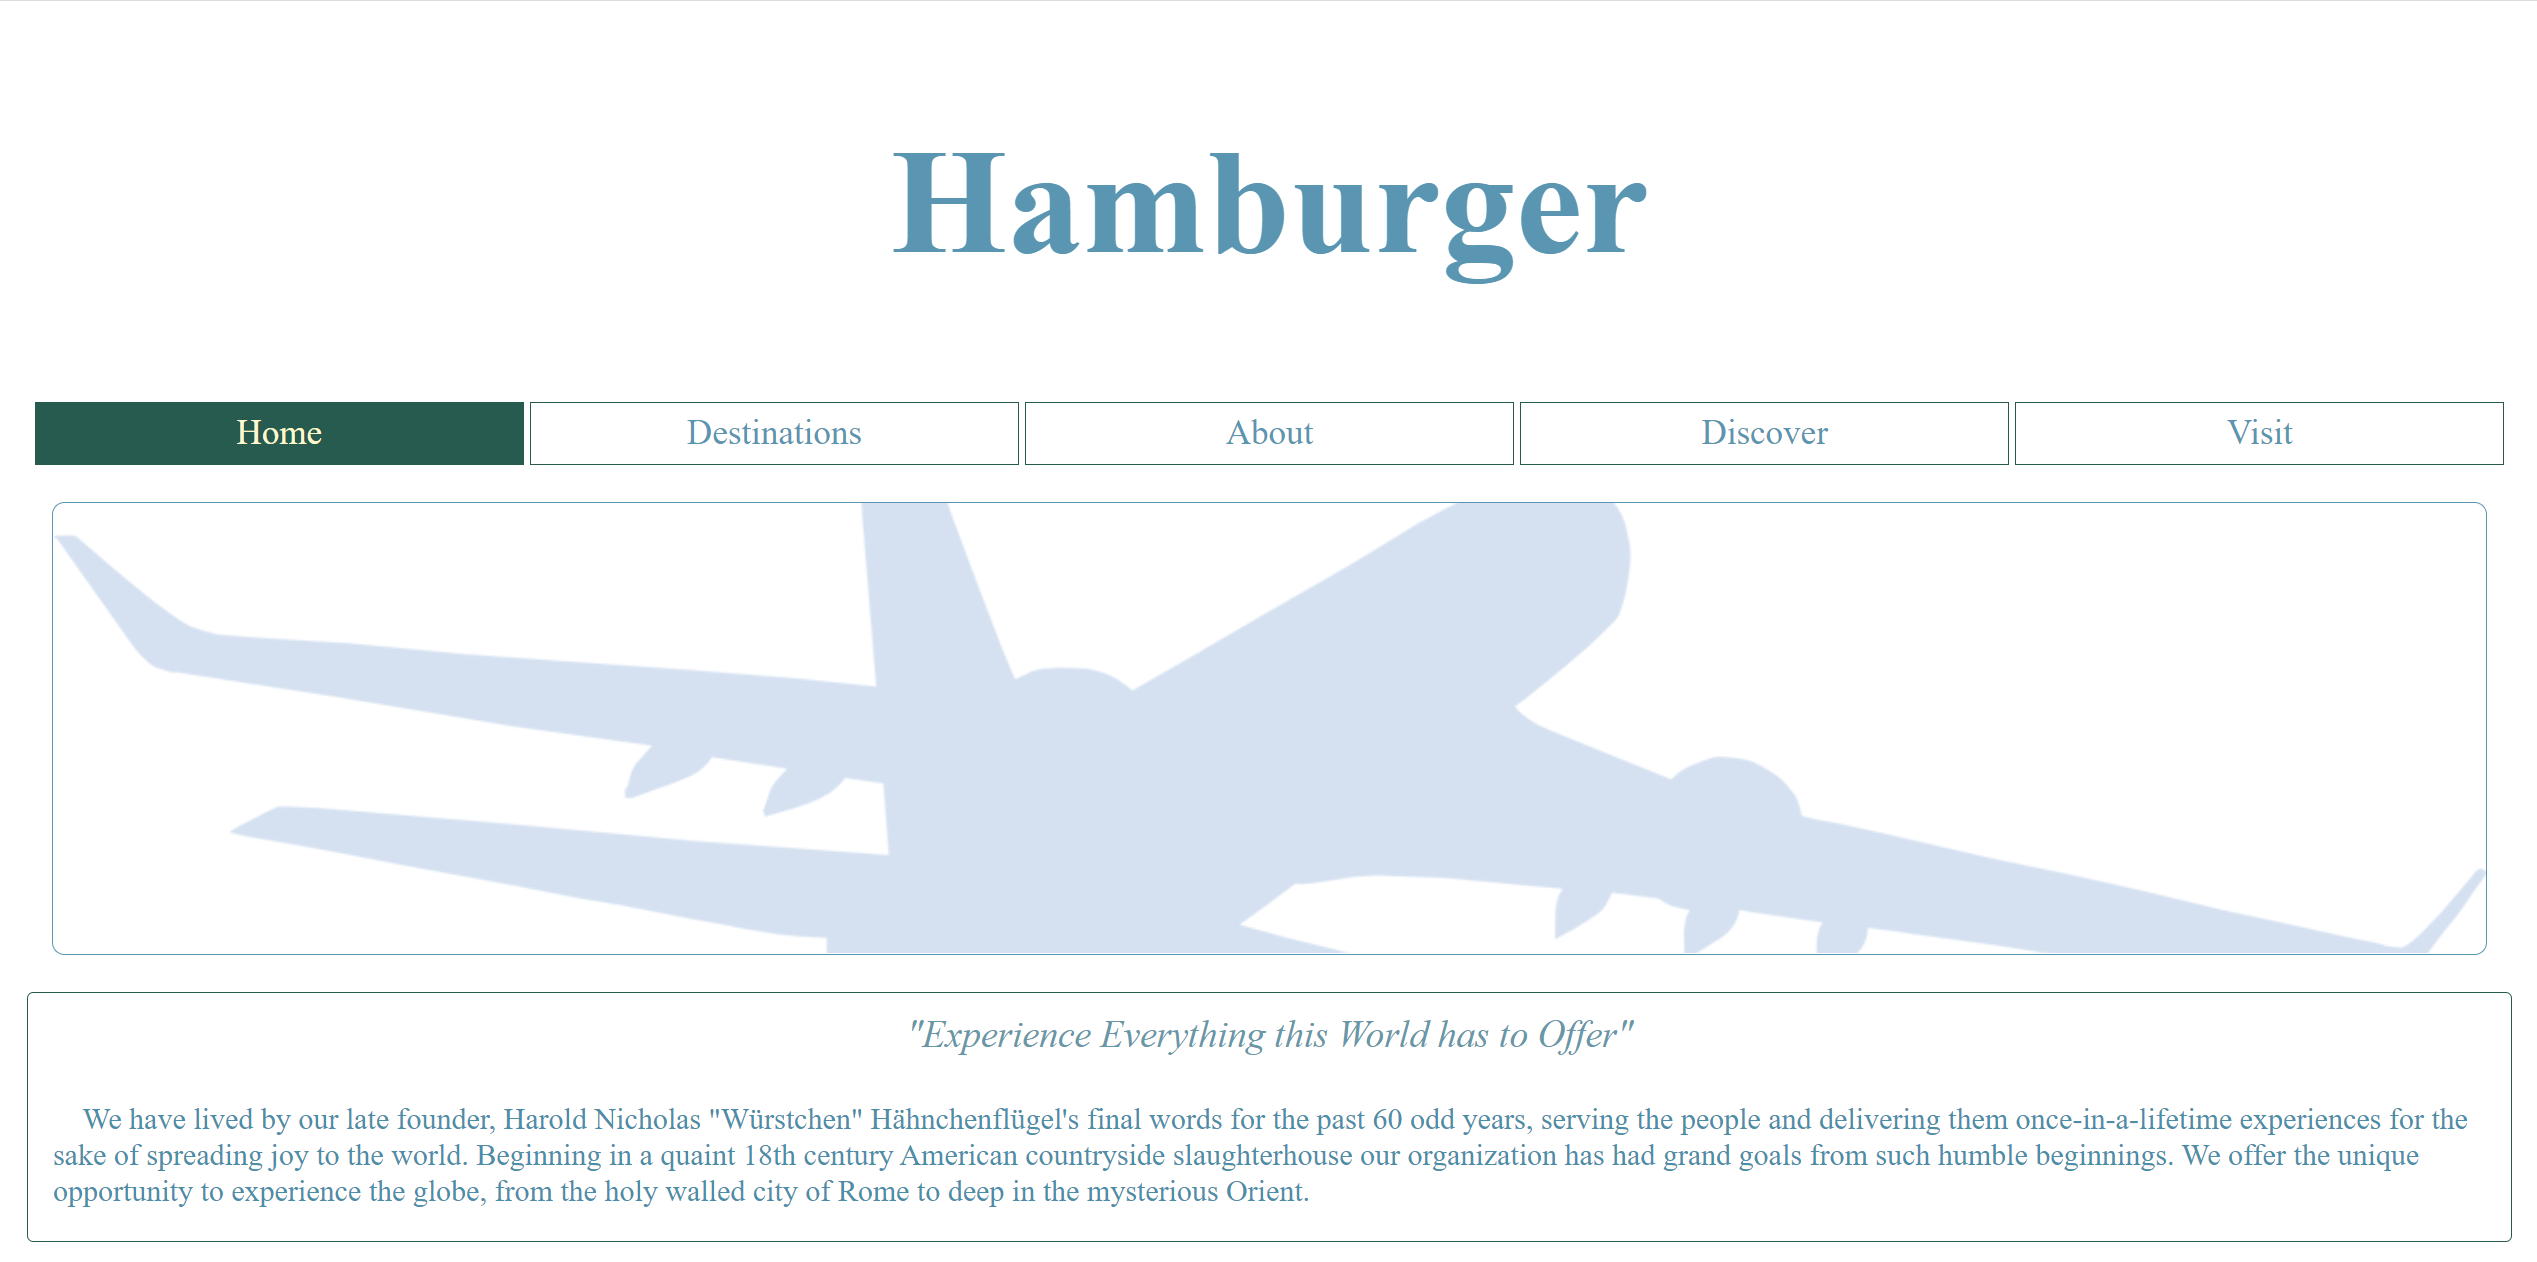 Hamburger
Home
Destinations
About
Discover
Visit
"Experience Everything this World has to Offer"
We have lived by our late founder, Harold Nicholas "Würstchen" Hähnchenflügel's final words for the past 60 odd years, serving the people and delivering them once-in-a-lifetime experiences for the
sake of spreading joy to the world. Beginning in a quaint 18th century American countryside slaughterhouse our organization has had grand goals from such humble beginnings. We offer the unique
opportunity to experience the globe, from the holy walled city of Rome to deep in the mysterious Orient.